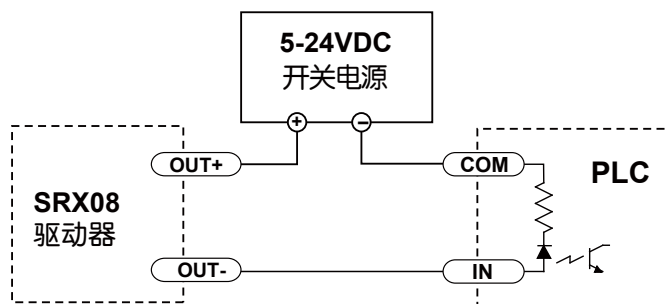 5-24VDC
开关电源
+
−
OUT+
COM
PLC
SRX08
驱动器
OUT-
IN